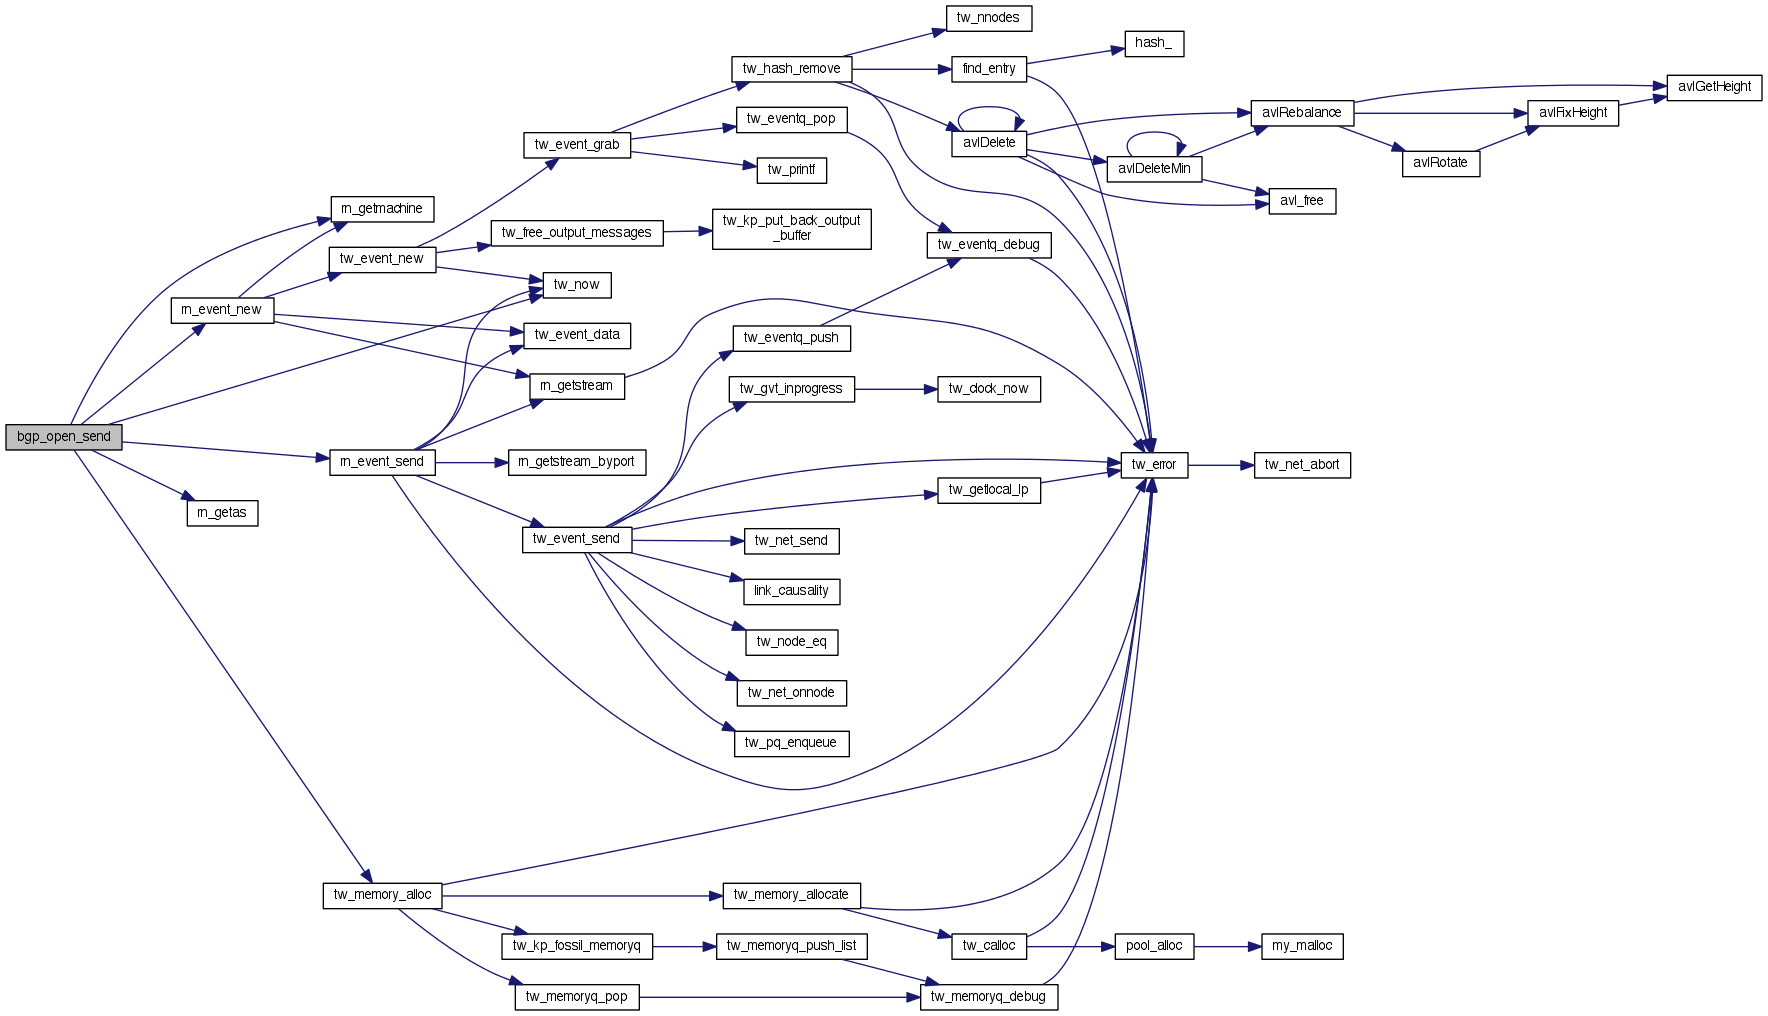 tw_nnodes
hash_
tw_hash_remove
find_entry
avlGetHeight
avlRebalance
avlFixHeight
tw_eventq_pop
tw_event_grab
avlDelete
avlDeleteMin
avlRotate
tw_printf
avl_free
rn_getmachine
tw_kp_put_back_output
_buffer
tw_free_output_messages
tw_eventq_debug
tw_event_new
tw_now
rn_event_new
tw_event_data
tw_eventq_push
rn_getstream
tw_gvt_inprogress
tw_clock_now
bgp_open_send
rn_event_send
rn_getstream_byport
tw_error
tw_net_abort
tw_getlocal_lp
rn_getas
tw_event_send
tw_net_send
link_causality
tw_node_eq
tw_net_onnode
tw_pq_enqueue
tw_memory_alloc
tw_memory_allocate
tw_kp_fossil_memoryq
tw_memoryq_push_list
tw_calloc
pool_alloc
my_malloc
tw_memoryq_pop
tw_memoryq_debug